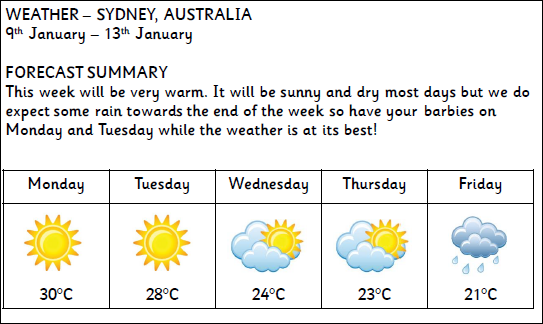 WEATHER – SYDNEY, AUSTRALIA
9th January – 13th January
FORECAST SUMMARY
This week will be very warm. It will be sunny and dry most days but we do
expect some rain towards the end of the week so have your barbies on
Monday and Tuesday while the weather is at its best!
Monday Tuesday Wednesday Thursday Friday
30°C 28°C 24°C 23°C 21°C